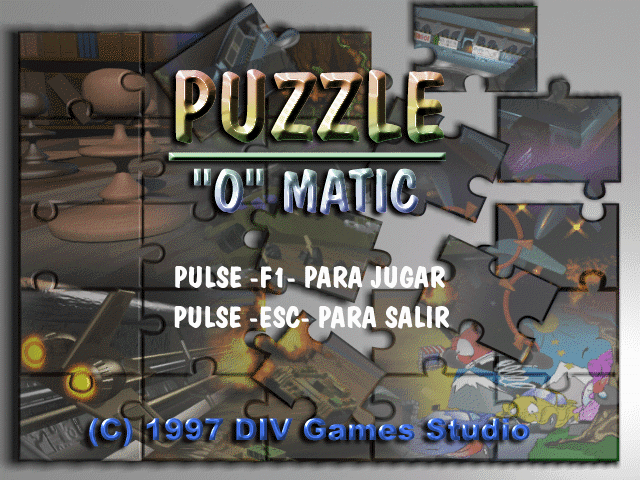 PUZZLE
"O" MATIC
PULSE -F1- PARA JUGAR
PULSE -ESC- PARA SALIR
(C) 1997 DIV Games Studio